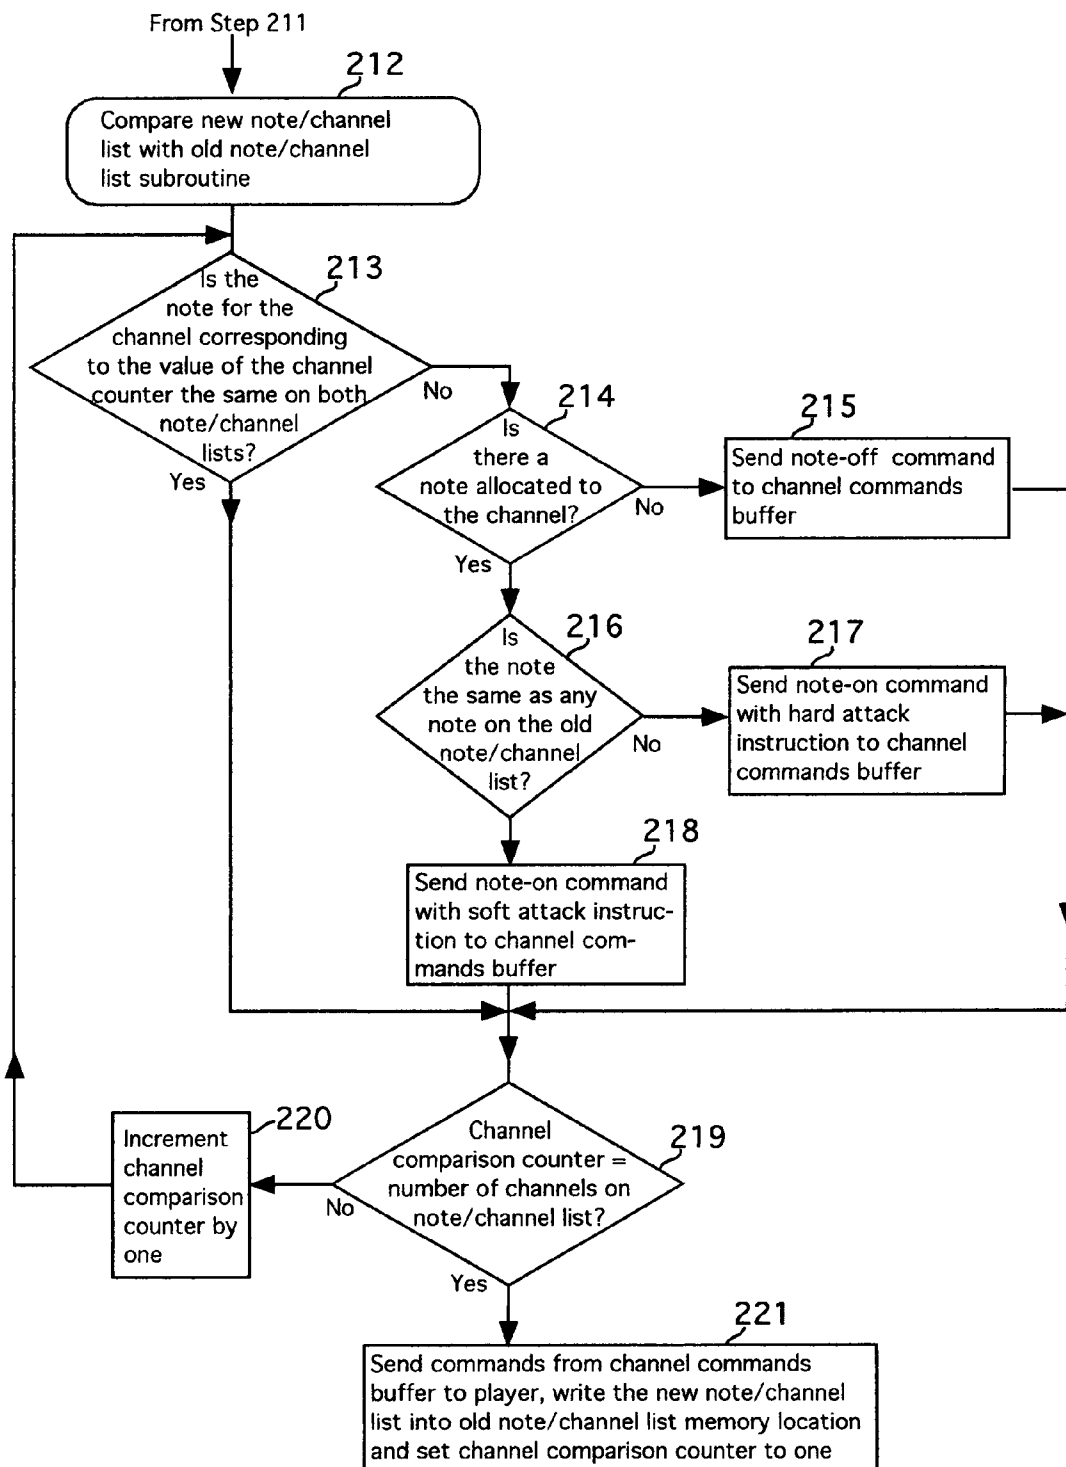 From Step 211
212
Compare new note/channel
list with old note/channel
list subroutine
213
Is the
note for the
channel corresponding
to the value of the channel
counter the same on both
note/channel
lists?
No
Yes
214
Is
there a
note allocated to
the channel?
No
Yes
215
Send note-off command
to channel commands
buffer
216
Is
the note
the same as any
note on the old
note/channel
list?
No
217
Send note-on command
with hard attack
instruction to channel
commands buffer
218
Send note-on command
with soft attack instruc-
tion to channel com-
mands buffer
219
Channel
comparison counter =
number of channels on
note/channel list?
No
Yes
220
Increment
channel
comparison
counter by
one
221
Send commands from channel commands
buffer to player, write the new note/channel
list into old note/channel list memory location
and set channel comparison counter to one